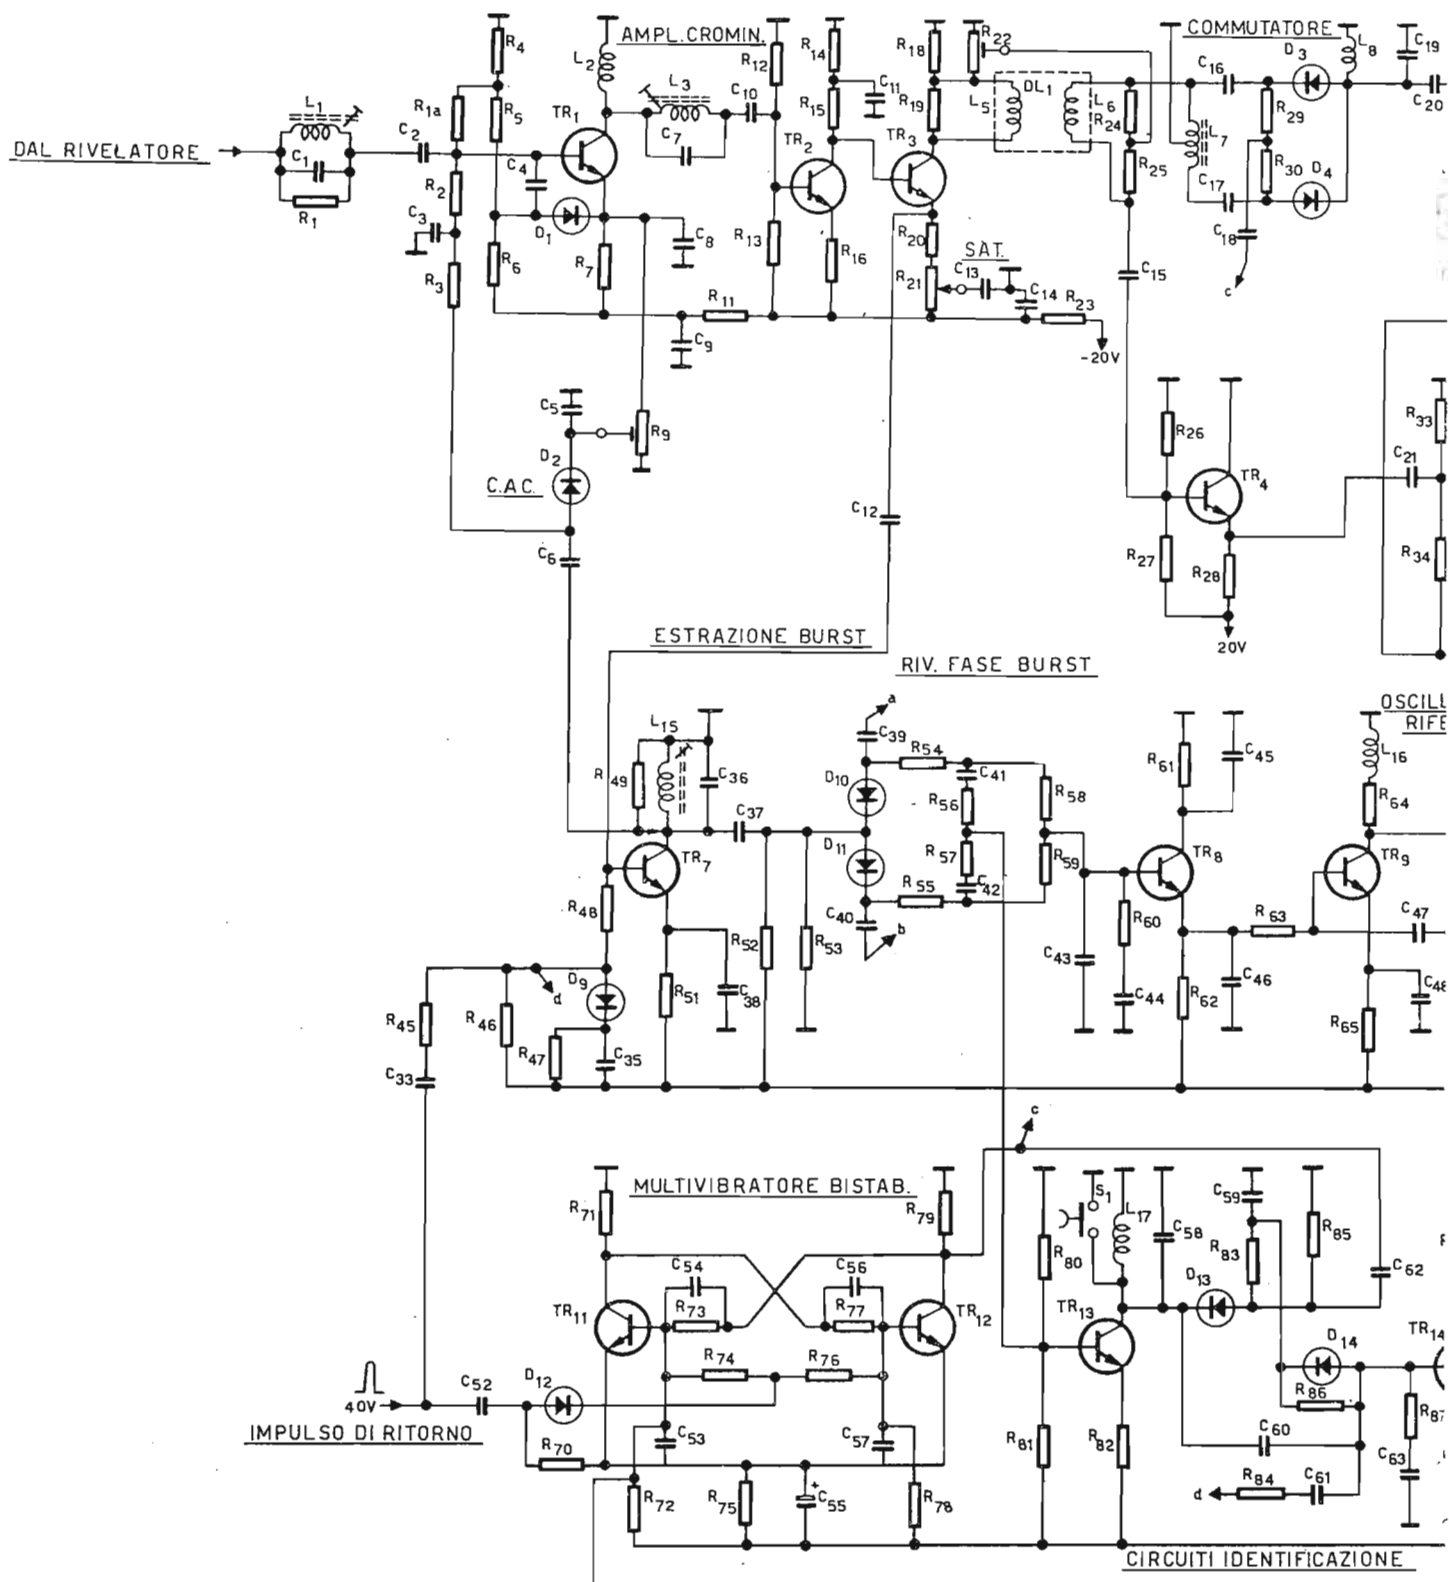 R4
AMPL.CROMIN.
L2
R12
R14
R18
R22
COMMUTATORE
D3
L8
C19
L1
R1a
R5
TR1
L3
C10
R15
C11
R19
L5
DL1
L6
R24
C16
R29
C20
DAL RIVELATORE
C1
C2
C4
C7
TR2
TR3
L7
R25
R30
D4
R1
R2
C3
D1
C8
R13
R16
R20
SAT.
C17
C18
R3
R6
R7
R11
R21
C13
C14
R23
C15
c
C9
-20V
C5
R9
R26
R33
D2
C.A.C.
TR4
C21
C12
C6
R27
R28
R34
ESTRAZIONE BURST
20V
RIV. FASE BURST
a
L15
C39
R54
OSCILL
RIFE
R49
C36
D10
C41
R61
C45
L16
C37
R56
R58
R64
TR7
D11
R57
R59
TR8
TR9
R48
R55
C42
C40
b
R52
R53
R60
R63
C47
D9
d
R51
C38
C43
C44
R62
C46
C48
R45
R46
R47
C35
R65
C33
c
MULTIVIBRATORE BISTAB.
R71
R79
S1
L17
C59
R80
C58
R83
R85
C54
C56
C62
TR11
R73
R77
TR12
TR13
D13
D14
TR14
R74
R76
R86
40V
C52
D12
R87
IMPULSO DI RITORNO
C53
C57
R81
R82
C60
C63
R70
R72
R75
C55
+
R78
d
R84
C61
CIRCUITI IDENTIFICAZIONE